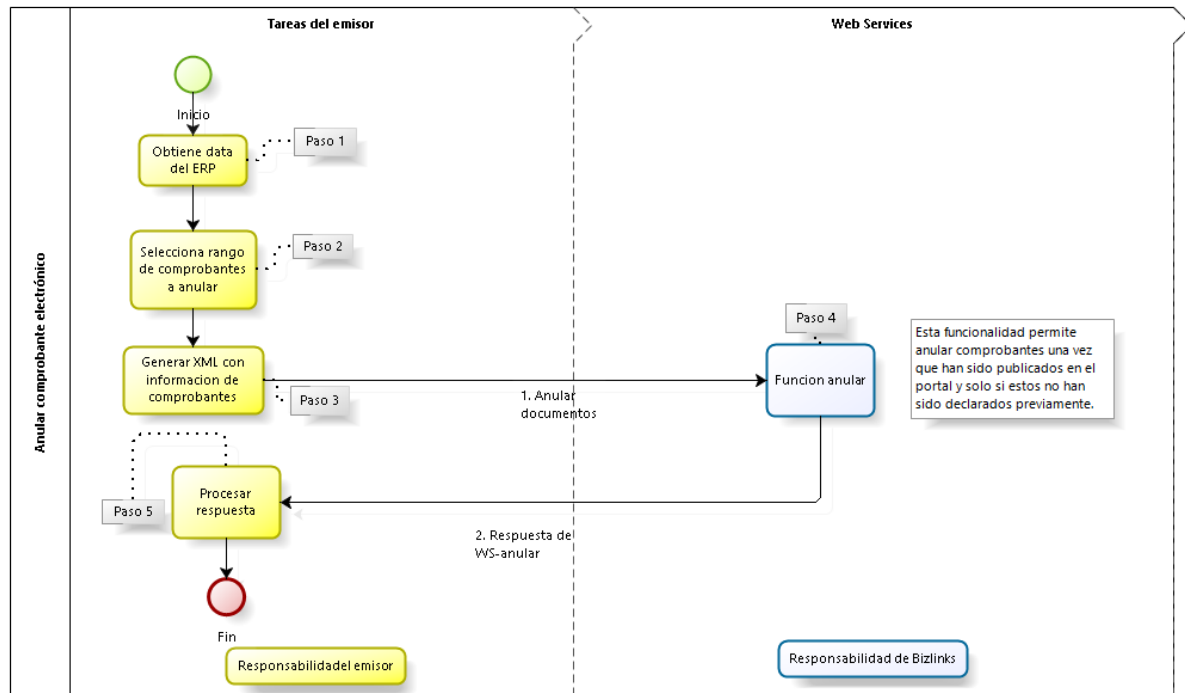 Tareas del emisor
Web Services
Anular comprobante electrónico
Inicio
Obtiene data
del ERP
Paso 1
Selecciona rango
de comprobantes
a anular
Paso 2
Generar XML con
informacion de
comprobantes
Paso 3
1. Anular
documentos
Paso 4
Funcion anular
Esta funcionalidad permite
anular comprobantes una vez
que han sido publicados en el
portal y solo si estos no han
sido declarados previamente.
Procesar
respuesta
Paso 5
2. Respuesta de
WS-anular
Fin
Responsabilidadel emisor
Responsabilidad de Bizlinks